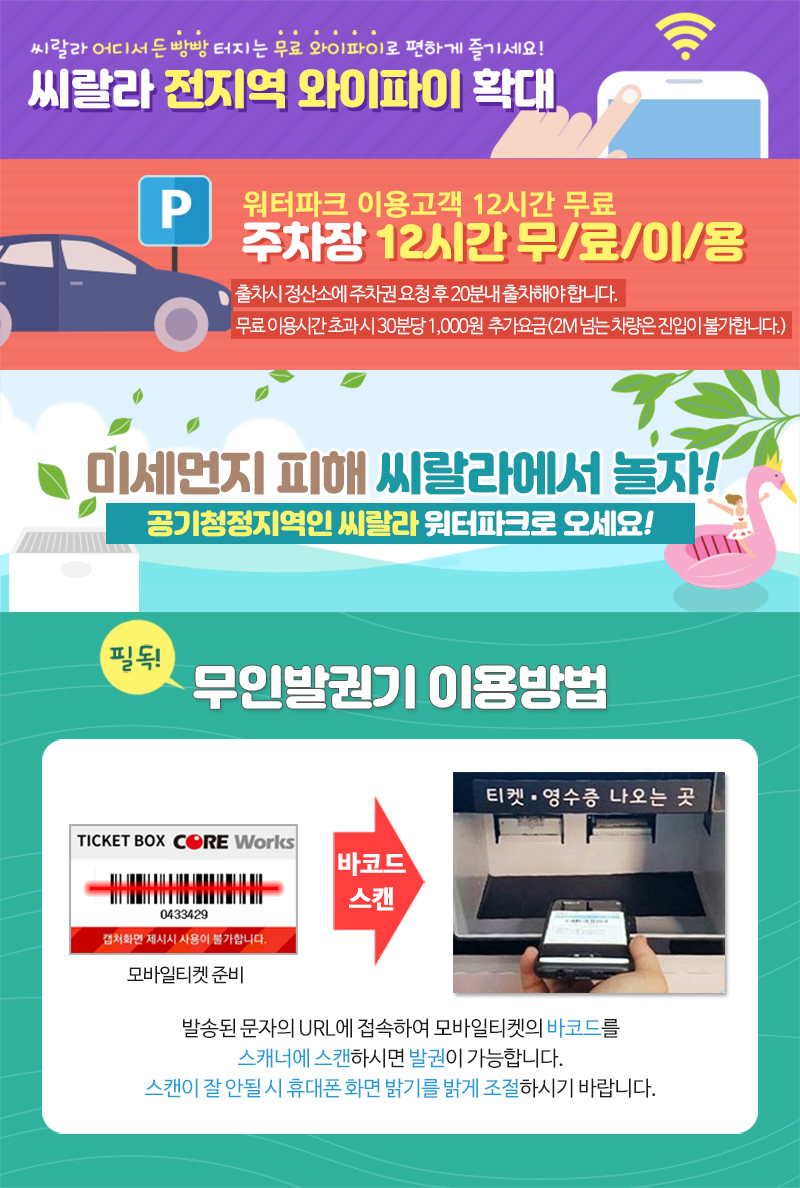 씨랄라 어디서든 빵빵 터지는 무료 와이파이로 편하게 즐기세요!
씨랄라 전지역 와이파이 확대
P
워터파크 이용고객 12시간 무료
주차장 12시간 무/료/이/용
출차시 정산소에 주차권 요청 후 20분내 출차해야 합니다.
무료 이용시간 초과 시 30분당 1,000원 추가요금(2M 넘는 차량은 진입이 불가합니다.)
미세먼지 피해 씨랄라에서 놀자!
공기청정지역인 씨랄라 워터파크로 오세요!
필독!
무인발권기 이용방법
TICKET BOX CORE Works
0433429
캡처화면 제시시 사용이 불가합니다.
모바일티켓 준비
바코드
스캔
티켓·영수증 나오는 곳
발송된 문자의 URL에 접속하여 모바일티켓의 바코드를
스캐너에 스캔하시면 발권이 가능합니다.
스캔이 잘 안될 시 휴대폰 화면 밝기를 밝게 조절하시기 바랍니다.